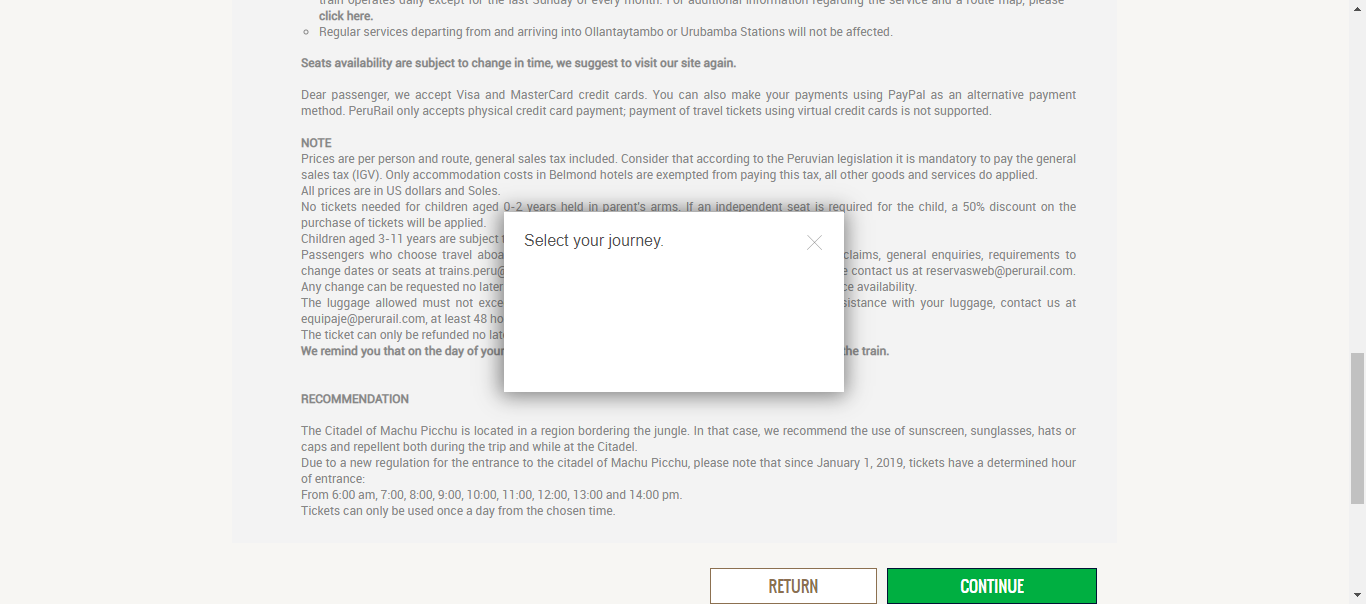 train operates daily except for the last Sunday of every month. For additional information regarding the service and a route map, please
click here.
Regular services departing from and arriving into Ollantaytambo or Urubamba Stations will not be affected.
Seats availability are subject to change in time, we suggest to visit our site again.
Dear passenger, we accept Visa and MasterCard credit cards. You can also make your payments using PayPal as an alternative payment
method. PeruRail only accepts physical credit card payment; payment of travel tickets using virtual credit cards is not supported.
NOTE
Prices are per person and route, general sales tax included. Consider that according to the Peruvian legislation it is mandatory to pay the general
sales tax (IGV). Only accommodation costs in Belmond hotels are exempted from paying this tax, all other goods and services do applied.
All prices are in US dollars and Soles.
No tickets needed for children aged 0-2 years held in parent's arms. If an independent seat is required for the child, a 50% discount on the
purchase of tickets will be applied.
Children aged 3-11 years are subject
Select your journey.
Passengers who choose travel claims, general enquiries, requirements to
change dates or seats at contact us at reservasweb@perurail.com.
Any change can be requested no later availability.
The luggage allowed must not with your luggage, contact us at
equipaje@perurail.com, at least 48
The ticket can only be refunded no
We remind you that on the day of the train.
RECOMMENDATION
The Citadel of Machu Picchu is located in a region bordering the jungle. In that case, we recommend the use of sunscreen, sunglasses, hats or
caps and repellent both during the trip and while at the Citadel.
Due to a new regulation for the entrance to the citadel of Machu Picchu, please note that since January 1, 2019, tickets have a determined hour
of entrance:
From 6:00 am, 7:00, 8:00, 9:00, 10:00, 11:00, 12:00, 13:00 and 14:00 pm.
Tickets can only be used once a day from the chosen time.
RETURN CONTINUE